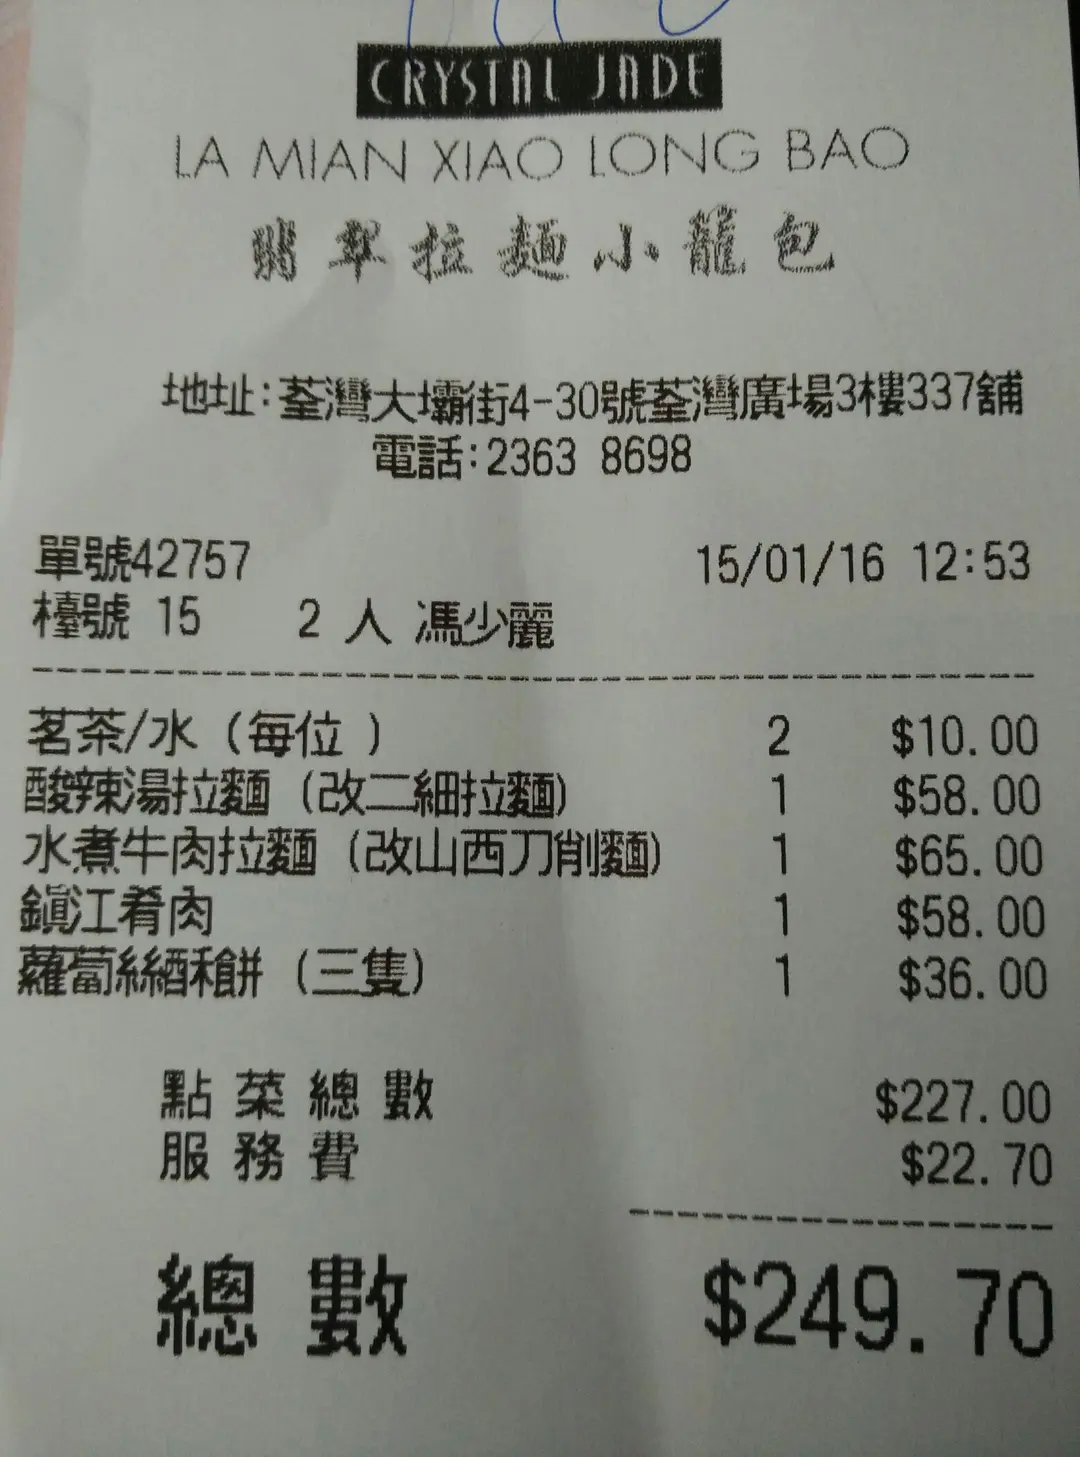 CRYSTAL JADE
LA MIAN XIAO LONG BAO
翡翠拉麵小籠包
地址:荃灣大壩街4-30號荃灣廣場3樓337舖
電話:2363 8698
單號42757 15/01/16 12:53
檯號 15 2 人 馮少麗
茗茶/水 (每位 ) 2 $10.00
酸辣湯拉麵 (改二細拉麵) 1 $58.00
水煮牛肉拉麵 (改山西刀削麵) 1 $65.00
鎭江肴肉 1 $58.00
蘿蔔絲綑酥餅 (三隻) 1 $36.00
點菜總數 $227.00
服務費 $22.70
總數 $249.70